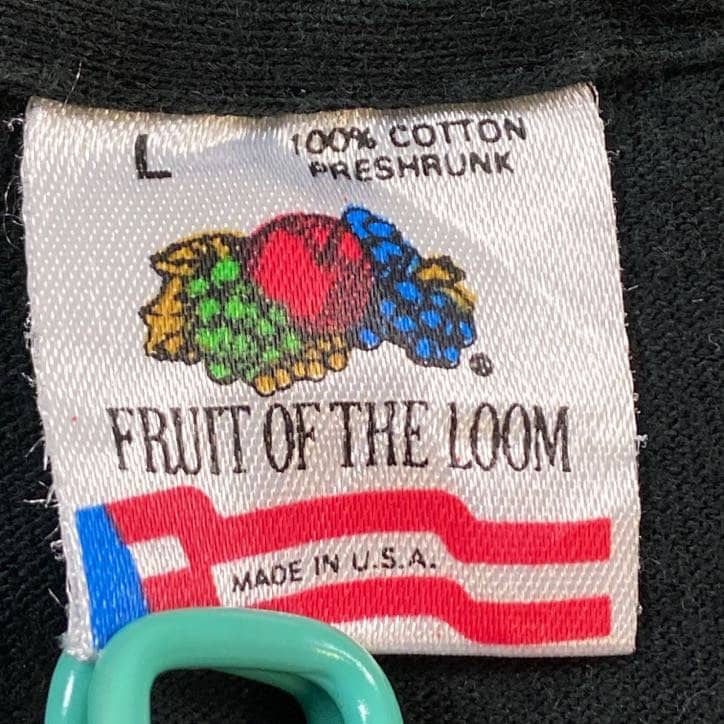 L
100% COTTON
PRESHRUNK
®
FRUIT OF THE LOOM
MADE IN U.S.A.